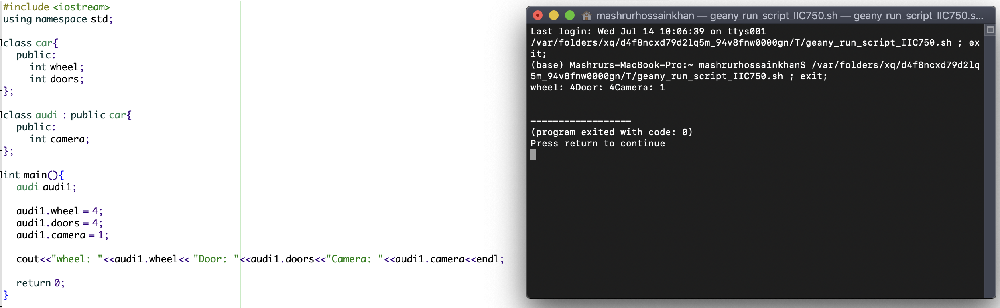 #include <iostream>
using namespace std;
class car{
public:
int wheel;
int doors;
};
class audi : public car{
public:
int camera;
};
int main(){
audi audi1;
audi1.wheel = 4;
audi1.doors = 4;
audi1.camera = 1;
cout<<"wheel: "<<audi1.wheel<< "Door: "<<audi1.doors<<"Camera: "<<audi1.camera<<endl;
return 0;
}
mashrurhossainkhan — geany_run_script_IIC750.sh — geany_run_script_IIC750.s...
Last login: Wed Jul 14 10:06:39 on ttys001
/var/folders/xq/d4f8ncxd79d2lq5m_94v8fnw0000gn/T/geany_run_script_IIC750.sh ; ex
it;
(base) Mashrurs-MacBook-Pro:~ mashrurhossainkhan$ /var/folders/xq/d4f8ncxd79d2lq
5m_94v8fnw0000gn/T/geany_run_script_IIC750.sh ; exit;
wheel: 4Door: 4Camera: 1
------------------
(program exited with code: 0)
Press return to continue